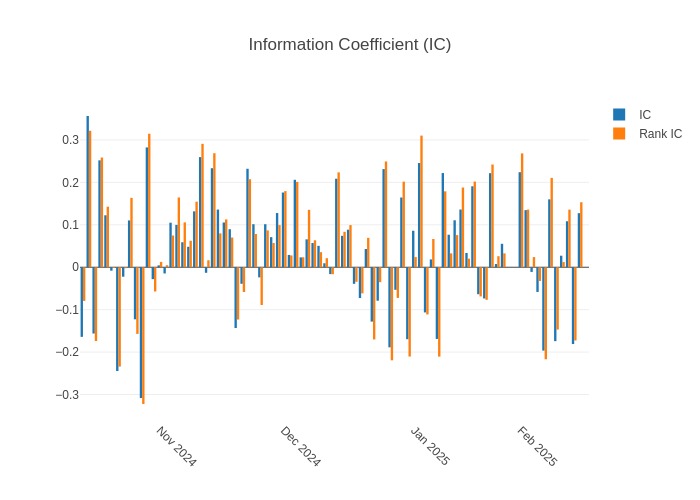 Information Coefficient (IC)
IC
Rank IC
0.3
0.2
0.1
0
−0.1
−0.2
−0.3
Nov 2024
Dec 2024
Jan 2025
Feb 2025